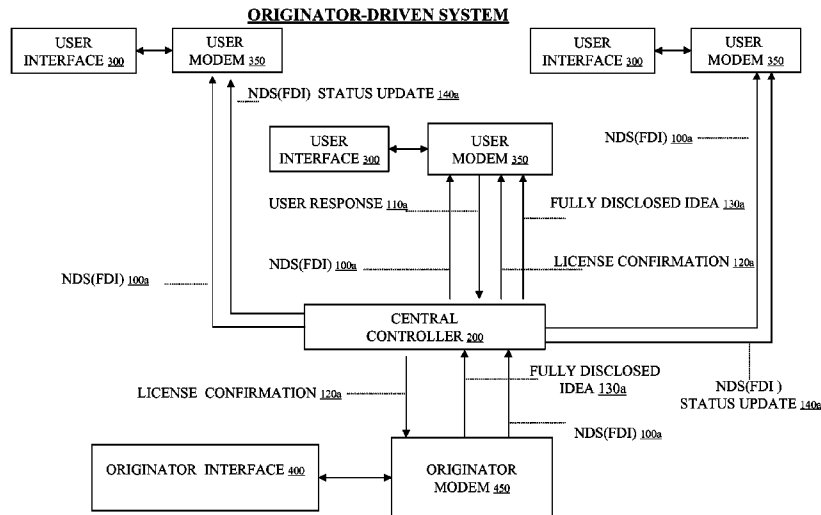 ORIGINATOR-DRIVEN SYSTEM
USER
INTERFACE 300
USER
MODEM 350
USER
INTERFACE 300
USER
MODEM 350
NDS(FDI) STATUS UPDATE 140a
USER
INTERFACE 300
USER
MODEM 350
NDS(FDI) 100a
USER RESPONSE 110a
FULLY DISCLOSED IDEA 130a
NDS(FDI) 100a
NDS(FDI) 100a
LICENSE CONFIRMATION 120a
CENTRAL
CONTROLLER 200
LICENSE CONFIRMATION 120a
FULLY DISCLOSED
IDEA 130a
NDS(FDI )
STATUS UPDATE 140a
NDS(FDI) 100a
ORIGINATOR INTERFACE 400
ORIGINATOR
MODEM 450